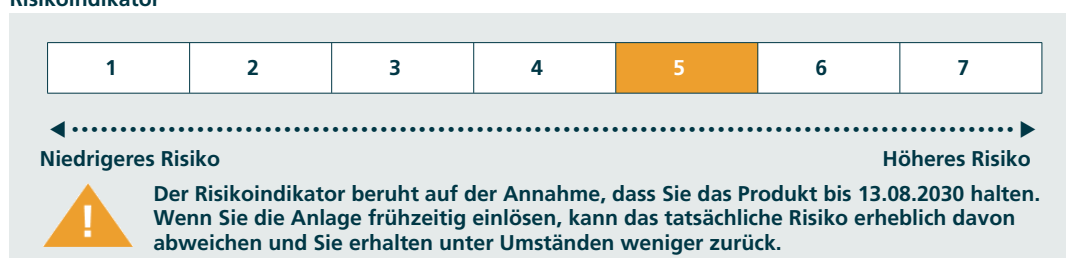 Risikoindikator
1 2 3 4 5 6 7
Niedrigeres Risiko Höheres Risiko
! Der Risikoindikator beruht auf der Annahme, dass Sie das Produkt bis 13.08.2030 halten.
Wenn Sie die Anlage frühzeitig einlösen, kann das tatsächliche Risiko erheblich davon
abweichen und Sie erhalten unter Umständen weniger zurück.